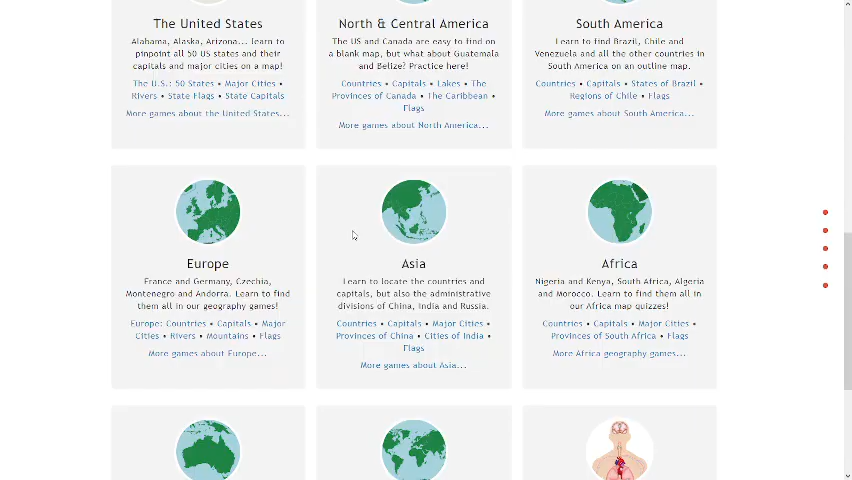 The United States
Alahama, Alaska, Arizona... learn to
pinpoint all 50 US states and their
capitals and major cities on a map!
The U.S.: 50 States • Major Cities •
Rivers • State Flags • State Capitals
More games about the United States...
North & Central America
The US and Canada are easy to find on
a blank map, but what about Guatemala
and Belize? Practice here!
Countries • Capitals • Lakes • The
Provinces of Canada • The Caribbean •
Flags
More games about North America...
South America
Learn to find Brazil, Chile and
Venezuela and all the other countries in
South America on an outline map.
Countries • Capitals • States of Brazil •
Regions of Chile • Flags
More games about South America...
Europe
France and Germany, Czechia,
Montenegro and Andorra. Learn to find
them all in our geography games!
Europe: Countries • Capitals • Major
Cities • Rivers • Mountains • Flags
More games about Europe...
Asia
Learn to locate the countries and
capitals, but also the administrative
divisions of China, India and Russia.
Countries • Capitals • Major Cities •
Provinces of China • Cities of India •
Flags
More games about Asia...
Africa
Nigeria and Kenya, South Africa, Algeria
and Morocco. Learn to find them all in
our Africa map quizzes!
Countries • Capitals • Major Cities •
Provinces of South Africa • Flags
More Africa geography games...